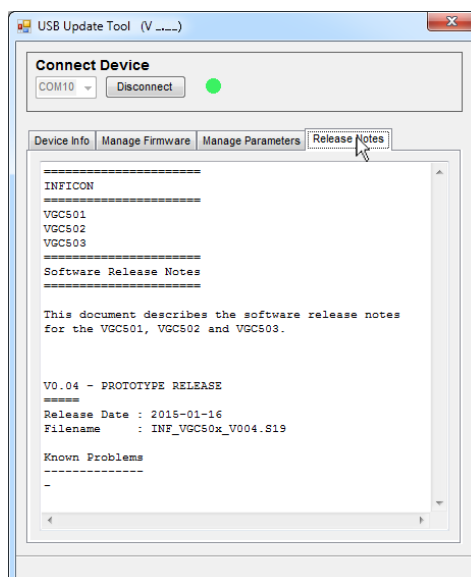 USB Update Tool (V _.__)
Connect Device
COM10 Disconnect
Device Info Manage Firmware Manage Parameters Release Notes
======================
INFICON
======================
VGC501
VGC502
VGC503
======================
Software Release Notes
======================
This document describes the software release notes
for the VGC501, VGC502 and VGC503.
V0.04 - PROTOTYPE RELEASE
=====
Release Date : 2015-01-16
Filename     : INF_VGC50x_V004.S19
Known Problems
--------------
-